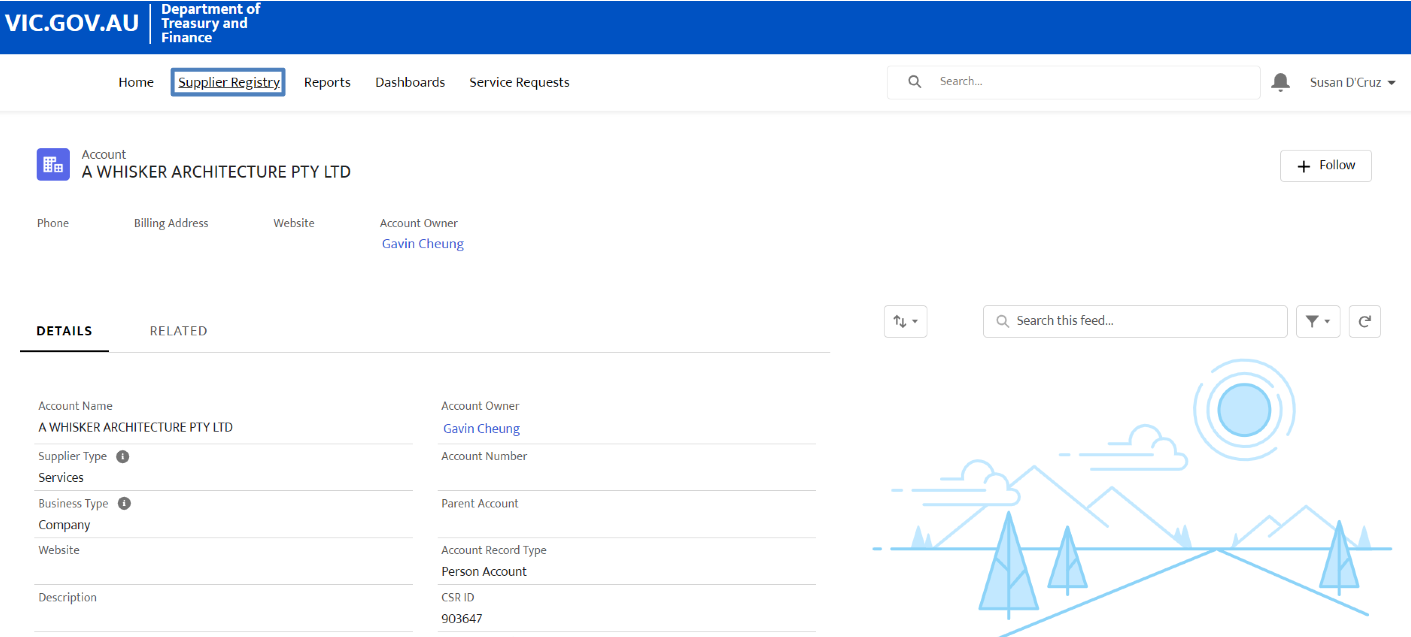 VIC.GOV.AU
Department of
Treasury and
Finance
Home Supplier Registry Reports Dashboards Service Requests Search... Susan D'Cruz
Account
A WHISKER ARCHITECTURE PTY LTD
Follow
Phone Billing Address Website Account Owner
Gavin Cheung
DETAILS RELATED
Search this feed...
Account Name Account Owner
A WHISKER ARCHITECTURE PTY LTD Gavin Cheung
Supplier Type Account Number
Services
Business Type Parent Account
Company
Website Account Record Type
Person Account
Description CSR ID
903647